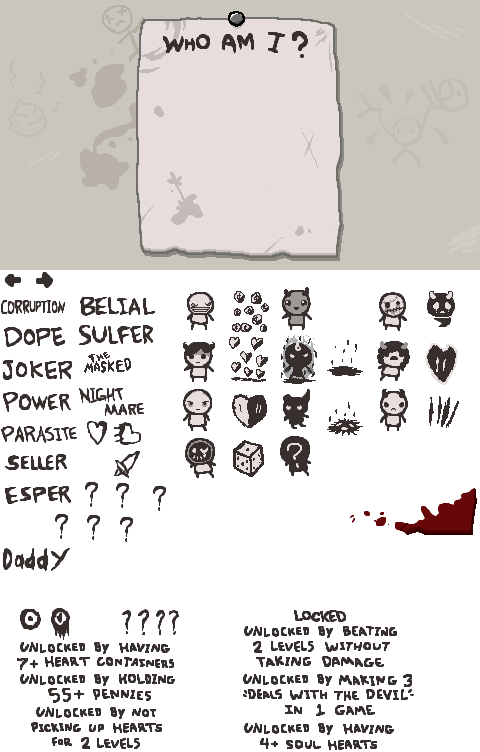 WHO AM I?
CORRUPTION BELIAL
DOPE SULFER
JOKER THE MASKED
POWER NIGHT MARE
PARASITE
SELLER
ESPER ? ? ?
? ? ?
Daddy
????
UNLOCKED BY HAVING
7+ HEART CONTAINERS
UNLOCKED BY HOLDING
55+ PENNIES
UNLOCKED BY NOT
PICKING UP HEARTS
FOR 2 LEVELS
LOCKED
UNLOCKED BY BEATING
2 LEVELS WITHOUT
TAKING DAMAGE
UNLOCKED BY MAKING 3
"DEALS WITH THE DEVIL"
IN 1 GAME
UNLOCKED BY HAVING
4+ SOUL HEARTS